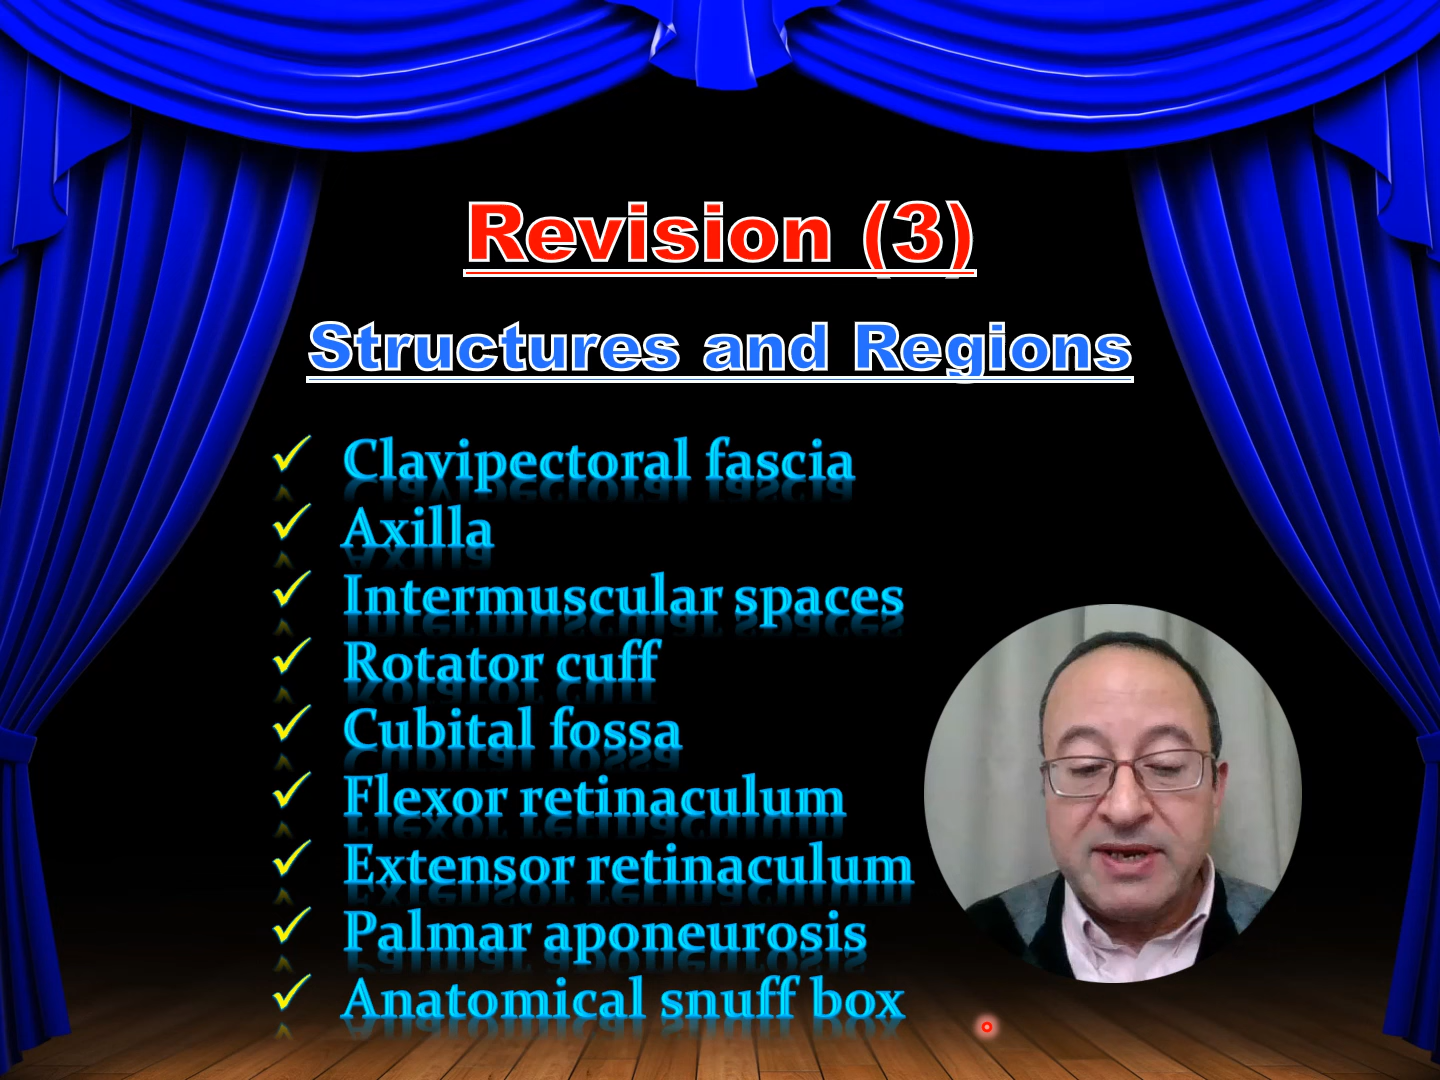 Revision (3)
Structures and Regions
✓ Clavipectoral fascia
✓ Axilla
✓ Intermuscular spaces
✓ Rotator cuff
✓ Cubital fossa
✓ Flexor retinaculum
✓ Extensor retinaculum
✓ Palmar aponeurosis
✓ Anatomical snuff box